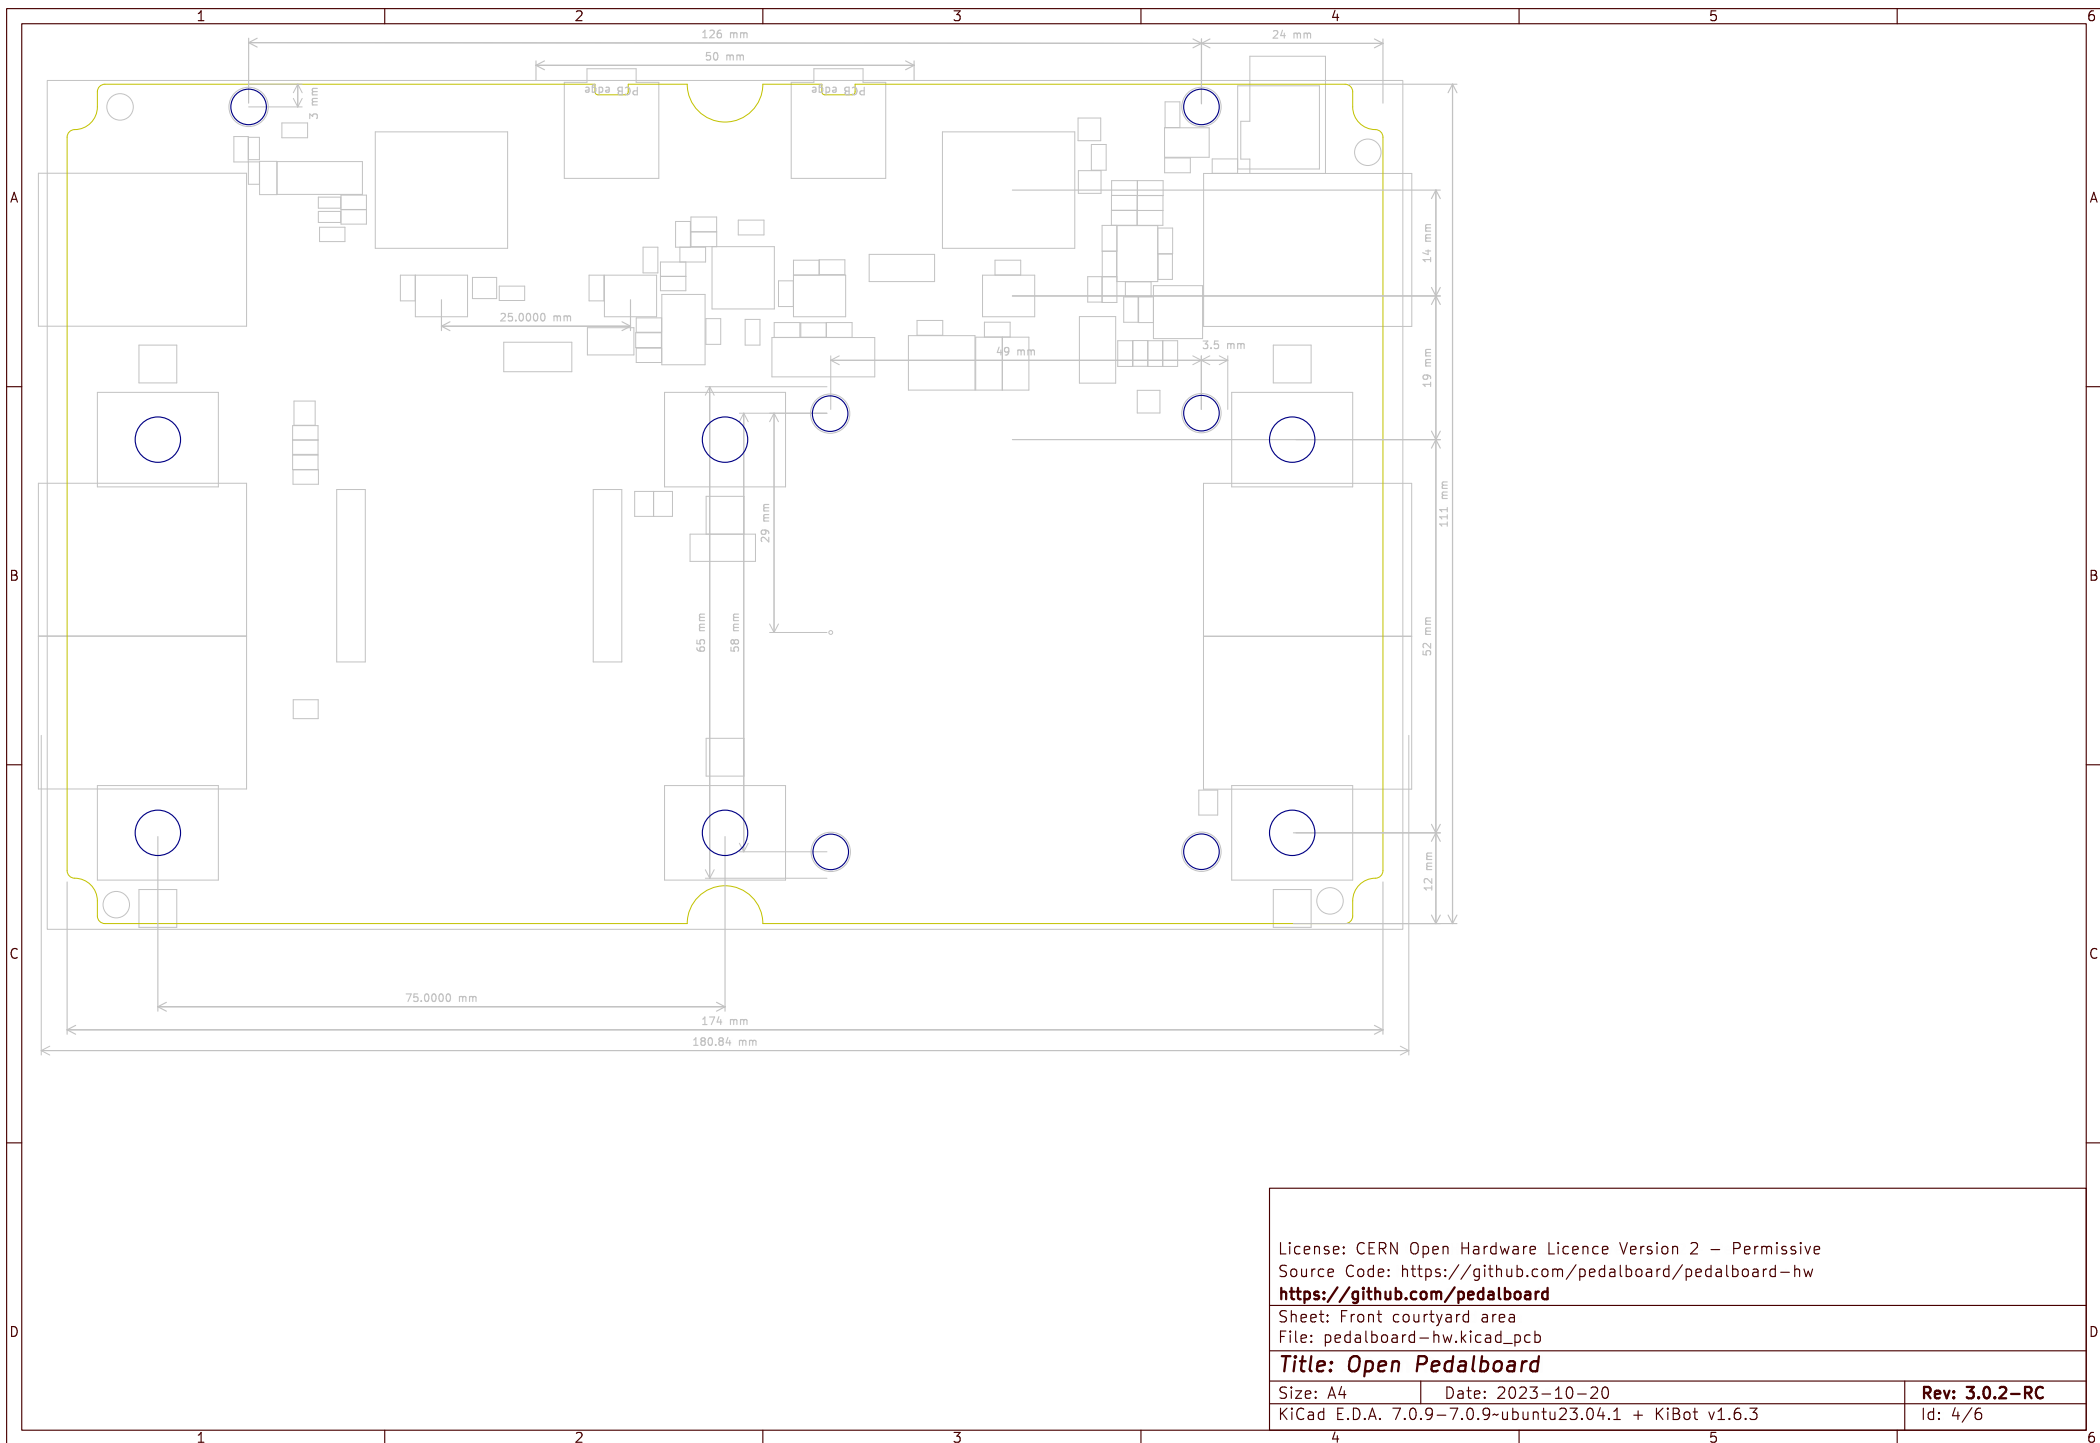 1 2 3 4 5 6
126 mm
24 mm
50 mm
PCB edge
PCB edge
3 mm
A
A
14 mm
25.0000 mm
3.5 mm
49 mm
19 mm
111 mm
29 mm
B
B
65 mm
58 mm
52 mm
12 mm
C
C
75.0000 mm
174 mm
180.84 mm
License: CERN Open Hardware Licence Version 2 – Permissive
Source Code: https://github.com/pedalboard/pedalboard-hw
https://github.com/pedalboard
Sheet: Front courtyard area
File: pedalboard-hw.kicad_pcb
D
D
Title: Open Pedalboard
Size: A4
Date: 2023-10-20
Rev: 3.0.2-RC
KiCad E.D.A. 7.0.9-7.0.9~ubuntu23.04.1 + KiBot v1.6.3
Id: 4/6
1 2 3 4 5 6